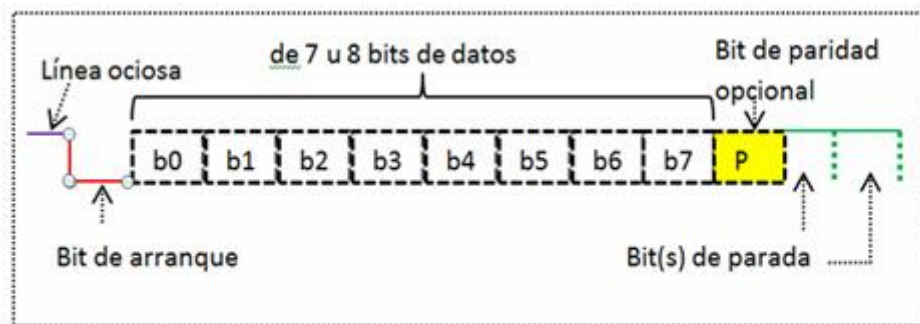 Línea ociosa
de 7 u 8 bits de datos
Bit de paridad
opcional
b0 b1 b2 b3 b4 b5 b6 b7 P
Bit de arranque
Bit(s) de parada